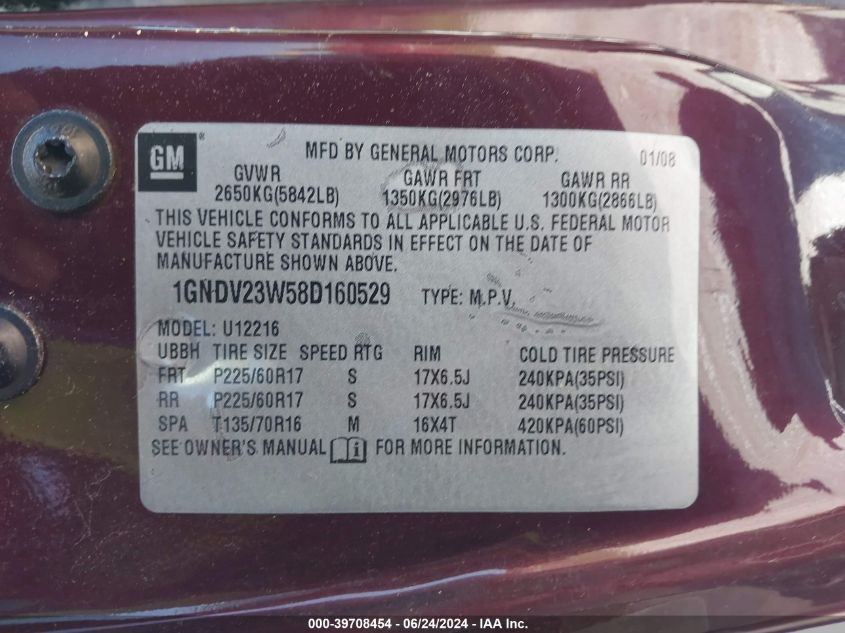 GM ® MFD BY GENERAL MOTORS CORP. 01/08
GVWR GAWR FRT GAWR RR
2650KG(5842LB) 1350KG(2976LB) 1300KG(2866LB)
THIS VEHICLE CONFORMS TO ALL APPLICABLE U.S. FEDERAL MOTOR
VEHICLE SAFETY STANDARDS IN EFFECT ON THE DATE OF
MANUFACTURE SHOWN ABOVE.
1GNDV23W58D160529 TYPE: M.P.V.
MODEL: U12216
UBBH TIRE SIZE SPEED RTG RIM COLD TIRE PRESSURE
FRT P225/60R17 S 17X6.5J 240KPA(35PSI)
RR P225/60R17 S 17X6.5J 240KPA(35PSI)
SPA T135/70R16 M 16X4T 420KPA(60PSI)
SEE OWNER'S MANUAL i FOR MORE INFORMATION.
000-39708454 - 06/24/2024 - IAA Inc.